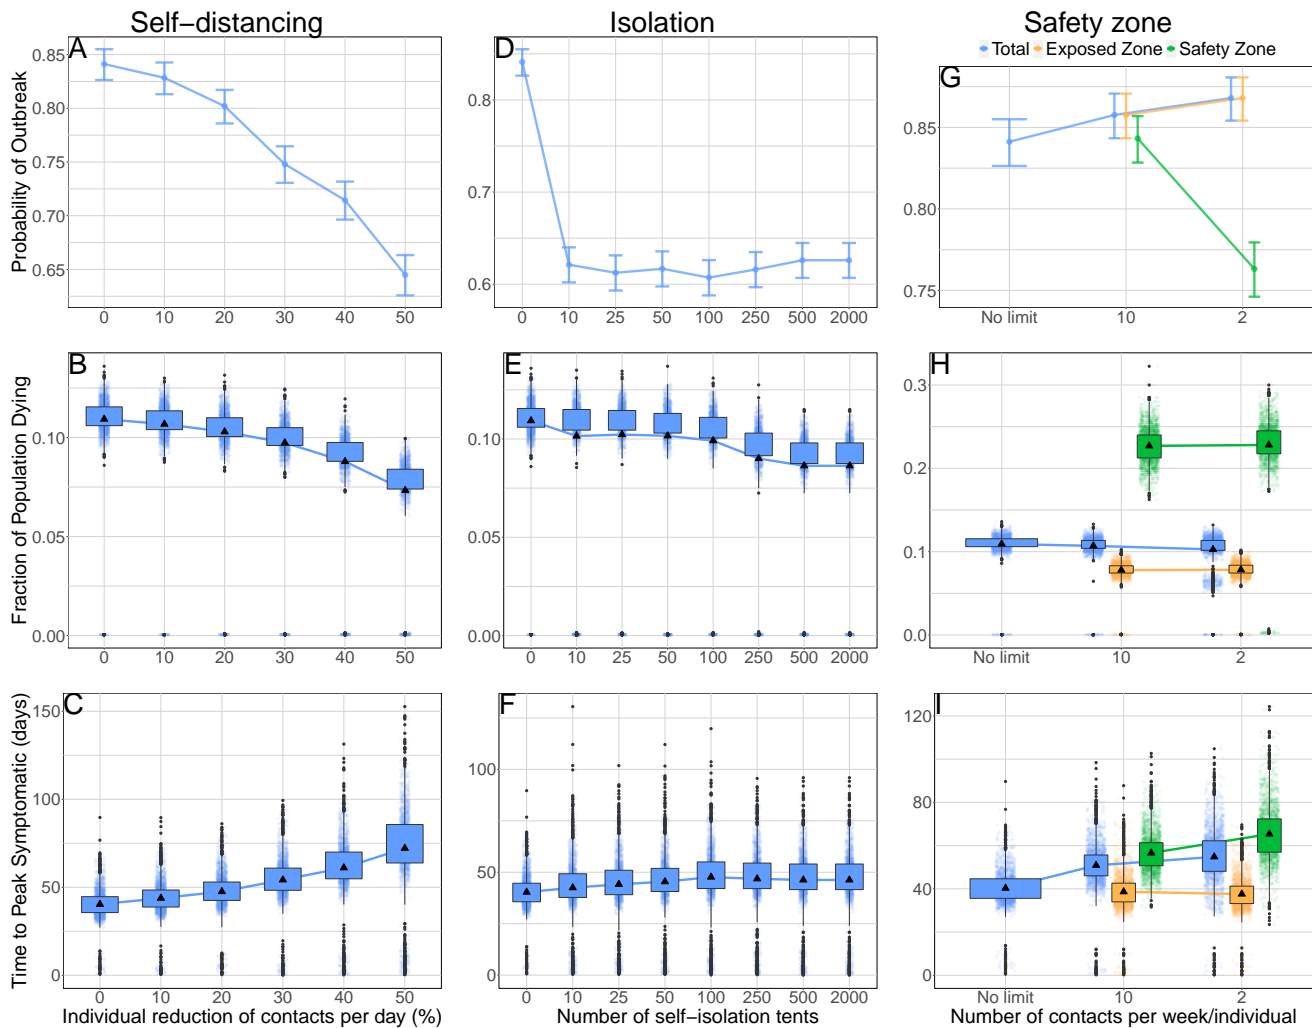 Self−distancing
Isolation
Safety zone
Total Exposed Zone Safety Zone
A
D
G
Probability of Outbreak
0.85
0.80
0.75
0.70
0.65
0 10 20 30 40 50
0.8
0.7
0.6
0 10 25 50 100 250 500 2000
0.85
0.80
0.75
No limit 10 2
B
E
H
Fraction of Population Dying
0.10
0.05
0.00
0 10 20 30 40 50
0.10
0.05
0.00
0 10 25 50 100 250 500 2000
0.3
0.2
0.1
0.0
No limit 10 2
C
F
I
Time to Peak Symptomatic (days)
150
100
50
0
0 10 20 30 40 50
Individual reduction of contacts per day (%)
100
50
0
0 10 25 50 100 250 500 2000
Number of self−isolation tents
120
80
40
0
No limit 10 2
Number of contacts per week/individual